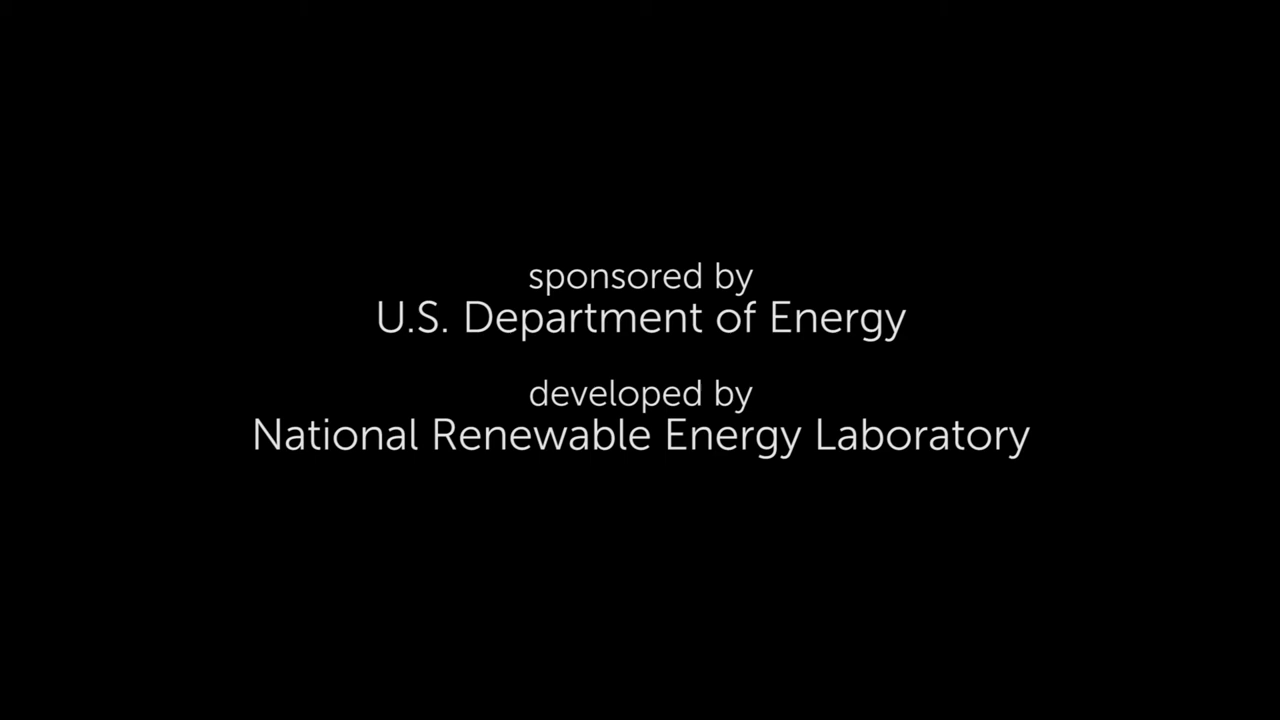 sponsored by
U.S. Department of Energy
developed by
National Renewable Energy Laboratory